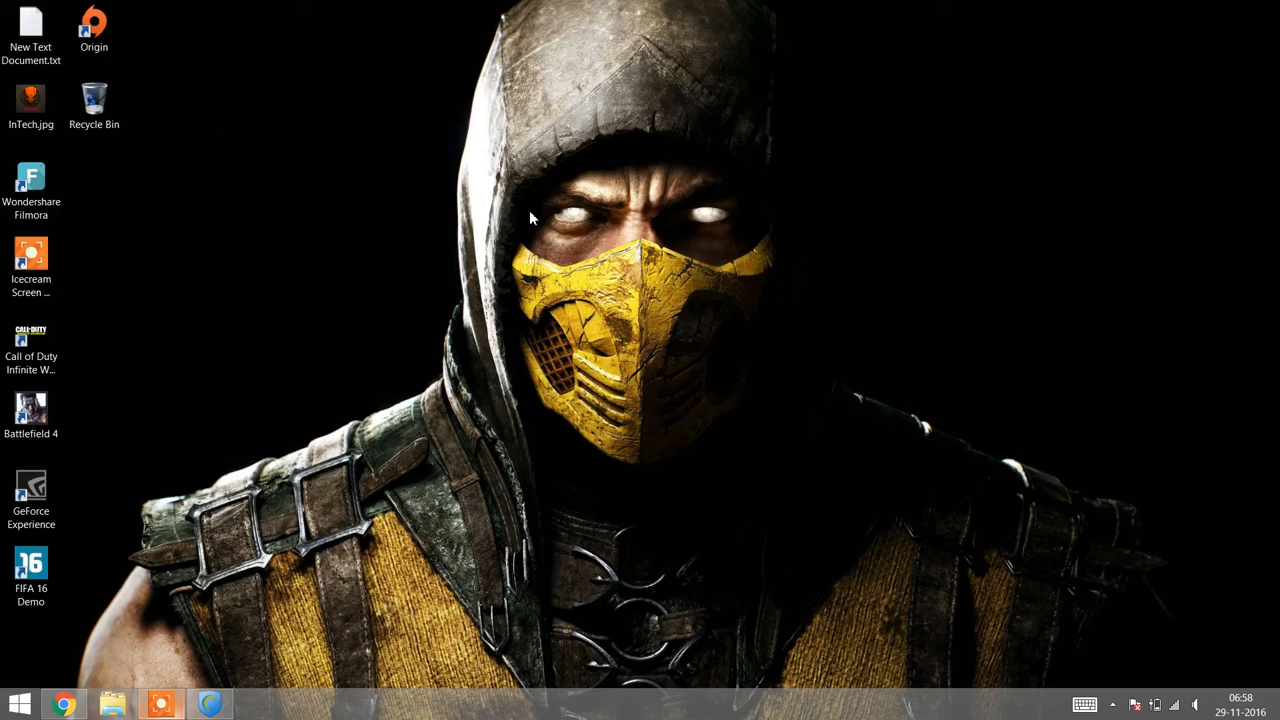 New Text
Document.txt
Origin
InTech.jpg
Recycle Bin
F
Wondershare
Filmora
Icecream
Screen ...
CALL OF DUTY
Call of Duty
Infinite W...
Battlefield 4
GeForce
Experience
16
FIFA 16
Demo
06:58
29-11-2016